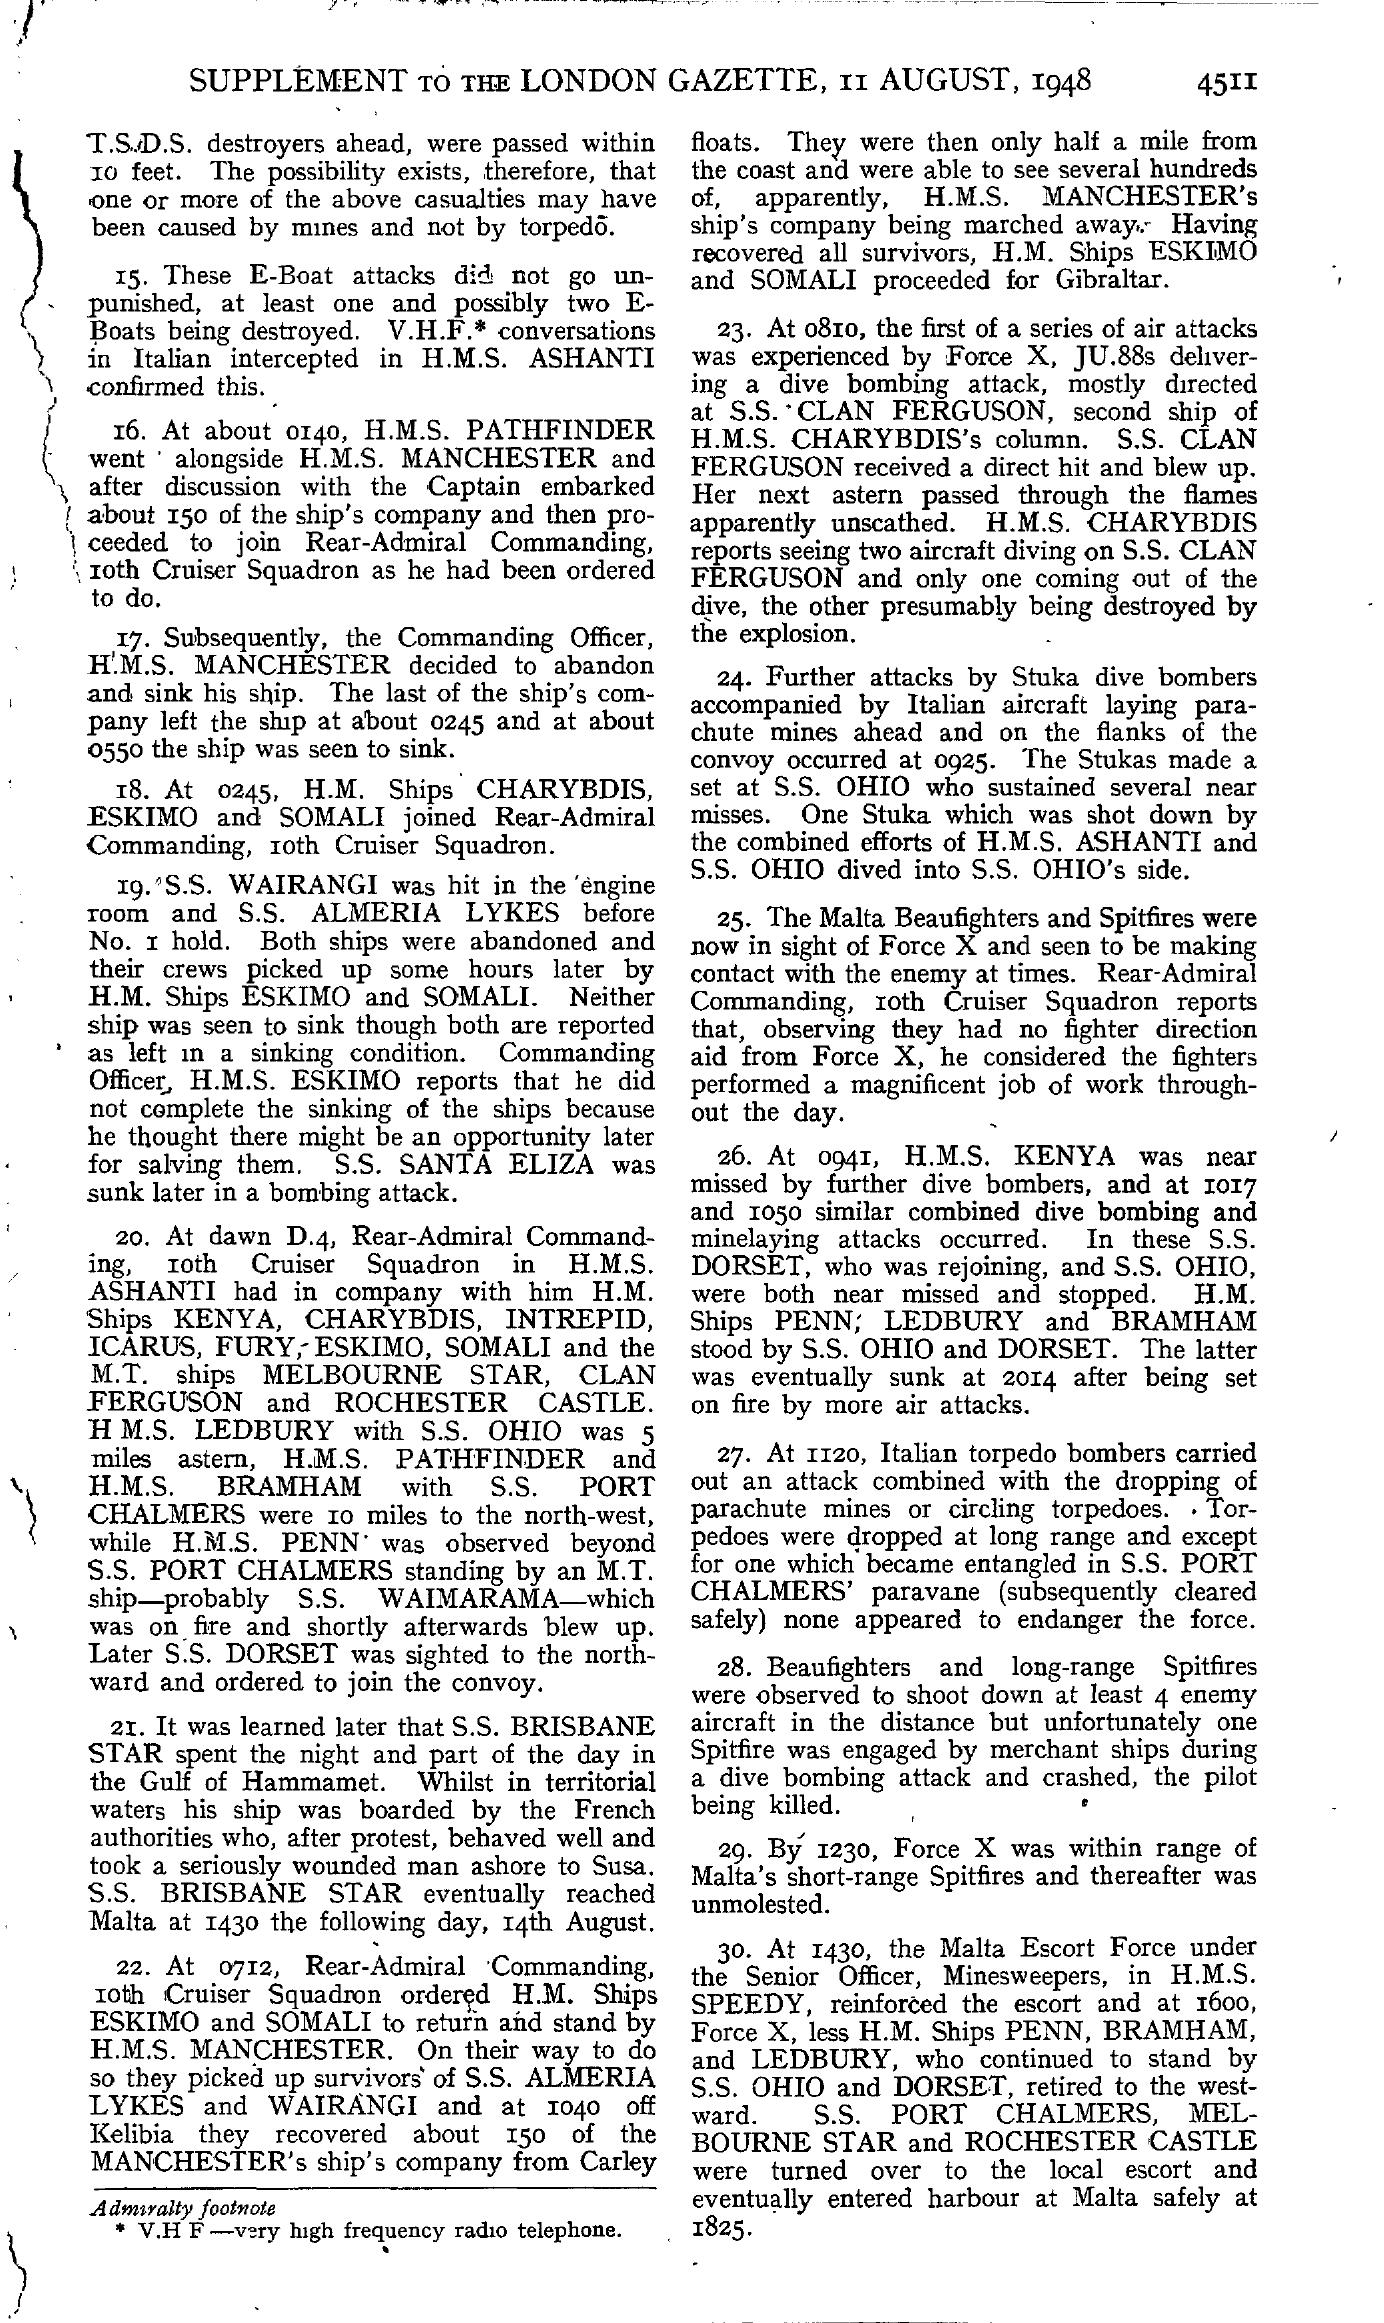 SUPPLEMENT TO THE LONDON GAZETTE, 11 AUGUST, 1948 4511
T.S.D.S. destroyers ahead, were passed within
10 feet. The possibility exists, therefore, that
one or more of the above casualties may have
been caused by mines and not by torpedo.
15. These E-Boat attacks did not go un-
punished, at least one and possibly two E-
Boats being destroyed. V.H.F.* conversations
in Italian intercepted in H.M.S. ASHANTI
confirmed this.
16. At about 0140, H.M.S. PATHFINDER
went alongside H.M.S. MANCHESTER and
after discussion with the Captain embarked
about 150 of the ship's company and then pro-
ceeded to join Rear-Admiral Commanding,
10th Cruiser Squadron as he had been ordered
to do.
17. Subsequently, the Commanding Officer,
H.M.S. MANCHESTER decided to abandon
and sink his ship. The last of the ship's com-
pany left the ship at about 0245 and at about
0550 the ship was seen to sink.
18. At 0245, H.M. Ships CHARYBDIS,
ESKIMO and SOMALI joined Rear-Admiral
Commanding, 10th Cruiser Squadron.
19. S.S. WAIRANGI was hit in the engine
room and S.S. ALMERIA LYKES before
No. 1 hold. Both ships were abandoned and
their crews picked up some hours later by
H.M. Ships ESKIMO and SOMALI. Neither
ship was seen to sink though both are reported
as left in a sinking condition. Commanding
Officer, H.M.S. ESKIMO reports that he did
not complete the sinking of the ships because
he thought there might be an opportunity later
for salving them. S.S. SANTA ELIZA was
sunk later in a bombing attack.
20. At dawn D.4, Rear-Admiral Command-
ing, 10th Cruiser Squadron in H.M.S.
ASHANTI had in company with him H.M.
Ships KENYA, CHARYBDIS, INTREPID,
ICARUS, FURY, ESKIMO, SOMALI and the
M.T. ships MELBOURNE STAR, CLAN
FERGUSON and ROCHESTER CASTLE.
H M.S. LEDBURY with S.S. OHIO was 5
miles astern, H.M.S. PATHFINDER and
H.M.S. BRAMHAM with S.S. PORT
CHALMERS were 10 miles to the north-west,
while H.M.S. PENN was observed beyond
S.S. PORT CHALMERS standing by an M.T.
ship—probably S.S. WAIMARAMA—which
was on fire and shortly afterwards blew up.
Later S.S. DORSET was sighted to the north-
ward and ordered to join the convoy.
21. It was learned later that S.S. BRISBANE
STAR spent the night and part of the day in
the Gulf of Hammamet. Whilst in territorial
waters his ship was boarded by the French
authorities who, after protest, behaved well and
took a seriously wounded man ashore to Susa.
S.S. BRISBANE STAR eventually reached
Malta at 1430 the following day, 14th August.
22. At 0712, Rear-Admiral Commanding,
10th Cruiser Squadron ordered H.M. Ships
ESKIMO and SOMALI to return and stand by
H.M.S. MANCHESTER. On their way to do
so they picked up survivors of S.S. ALMERIA
LYKES and WAIRANGI and at 1040 off
Kelibia they recovered about 150 of the
MANCHESTER's ship's company from Carley
Admiralty footnote
* V.H F—very high frequency radio telephone.
floats. They were then only half a mile from
the coast and were able to see several hundreds
of, apparently, H.M.S. MANCHESTER's
ship's company being marched away. Having
recovered all survivors, H.M. Ships ESKIMO
and SOMALI proceeded for Gibraltar.
23. At 0810, the first of a series of air attacks
was experienced by Force X, JU.88s deliver-
ing a dive bombing attack, mostly directed
at S.S. CLAN FERGUSON, second ship of
H.M.S. CHARYBDIS's column. S.S. CLAN
FERGUSON received a direct hit and blew up.
Her next astern passed through the flames
apparently unscathed. H.M.S. CHARYBDIS
reports seeing two aircraft diving on S.S. CLAN
FERGUSON and only one coming out of the
dive, the other presumably being destroyed by
the explosion.
24. Further attacks by Stuka dive bombers
accompanied by Italian aircraft laying para-
chute mines ahead and on the flanks of the
convoy occurred at 0925. The Stukas made a
set at S.S. OHIO who sustained several near
misses. One Stuka which was shot down by
the combined efforts of H.M.S. ASHANTI and
S.S. OHIO dived into S.S. OHIO's side.
25. The Malta Beaufighters and Spitfires were
now in sight of Force X and seen to be making
contact with the enemy at times. Rear-Admiral
Commanding, 10th Cruiser Squadron reports
that, observing they had no fighter direction
aid from Force X, he considered the fighters
performed a magnificent job of work through-
out the day.
26. At 0941, H.M.S. KENYA was near
missed by further dive bombers, and at 1017
and 1050 similar combined dive bombing and
minelaying attacks occurred. In these S.S.
DORSET, who was rejoining, and S.S. OHIO,
were both near missed and stopped. H.M.
Ships PENN, LEDBURY and BRAMHAM
stood by S.S. OHIO and DORSET. The latter
was eventually sunk at 2014 after being set
on fire by more air attacks.
27. At 1120, Italian torpedo bombers carried
out an attack combined with the dropping of
parachute mines or circling torpedoes. Tor-
pedoes were dropped at long range and except
for one which became entangled in S.S. PORT
CHALMERS' paravane (subsequently cleared
safely) none appeared to endanger the force.
28. Beaufighters and long-range Spitfires
were observed to shoot down at least 4 enemy
aircraft in the distance but unfortunately one
Spitfire was engaged by merchant ships during
a dive bombing attack and crashed, the pilot
being killed.
29. By 1230, Force X was within range of
Malta's short-range Spitfires and thereafter was
unmolested.
30. At 1430, the Malta Escort Force under
the Senior Officer, Minesweepers, in H.M.S.
SPEEDY, reinforced the escort and at 1600,
Force X, less H.M. Ships PENN, BRAMHAM,
and LEDBURY, who continued to stand by
S.S. OHIO and DORSET, retired to the west-
ward. S.S. PORT CHALMERS, MEL-
BOURNE STAR and ROCHESTER CASTLE
were turned over to the local escort and
eventually entered harbour at Malta safely at
1825.